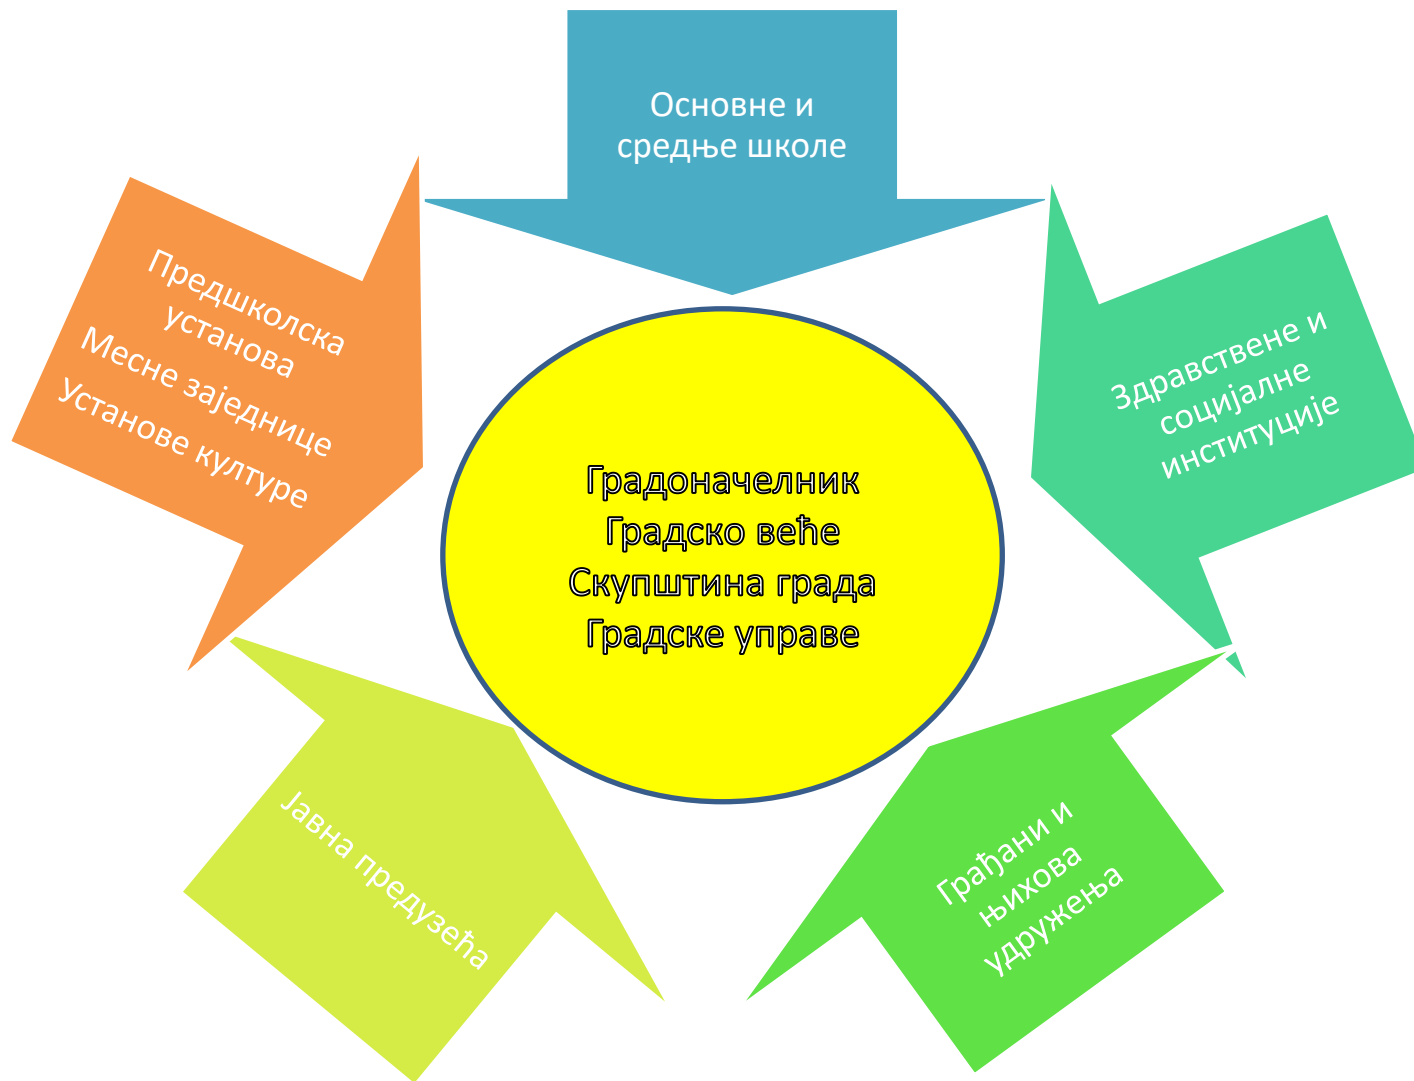 Основне и
средње школе
Предшколска
установа
Месне заједнице
Установе културе
Здравствене и
социјалне
институције
Градоначелник
Градско веће
Скупштина града
Градске управе
Јавна предузећа
Грађани и
њихова
удружења